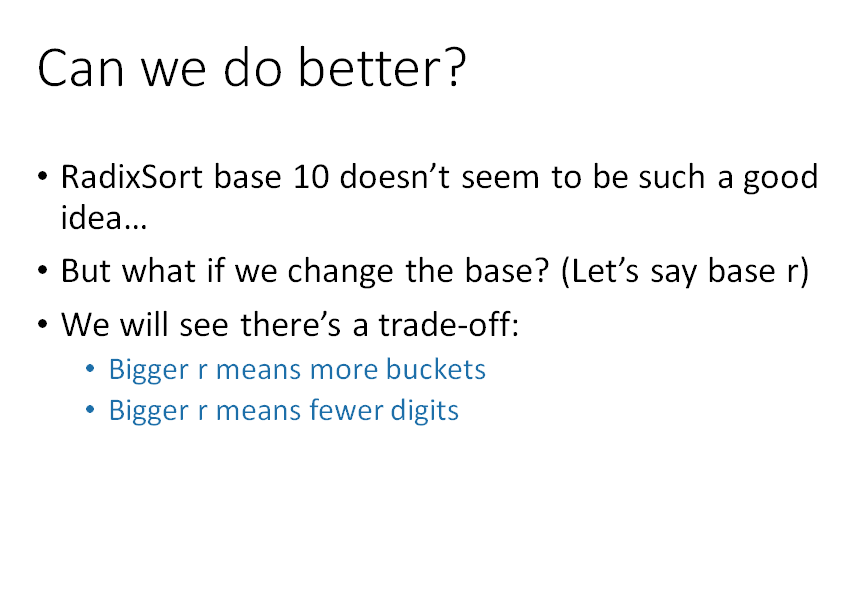 Can we do better?
• RadixSort base 10 doesn’t seem to be such a good
idea…
• But what if we change the base? (Let’s say base r)
• We will see there’s a trade-off:
• Bigger r means more buckets
• Bigger r means fewer digits